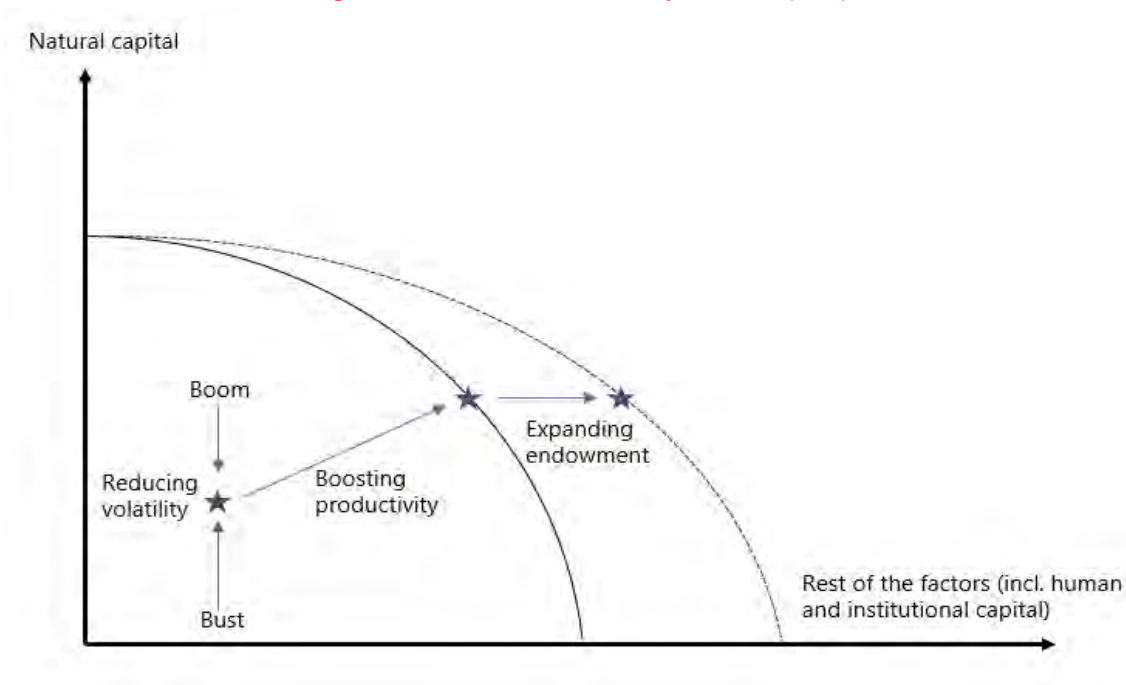 Natural capital
Boom
Reducing
volatility
Boosting
productivity
Expanding
endowment
Bust
Rest of the factors (incl. human
and institutional capital)